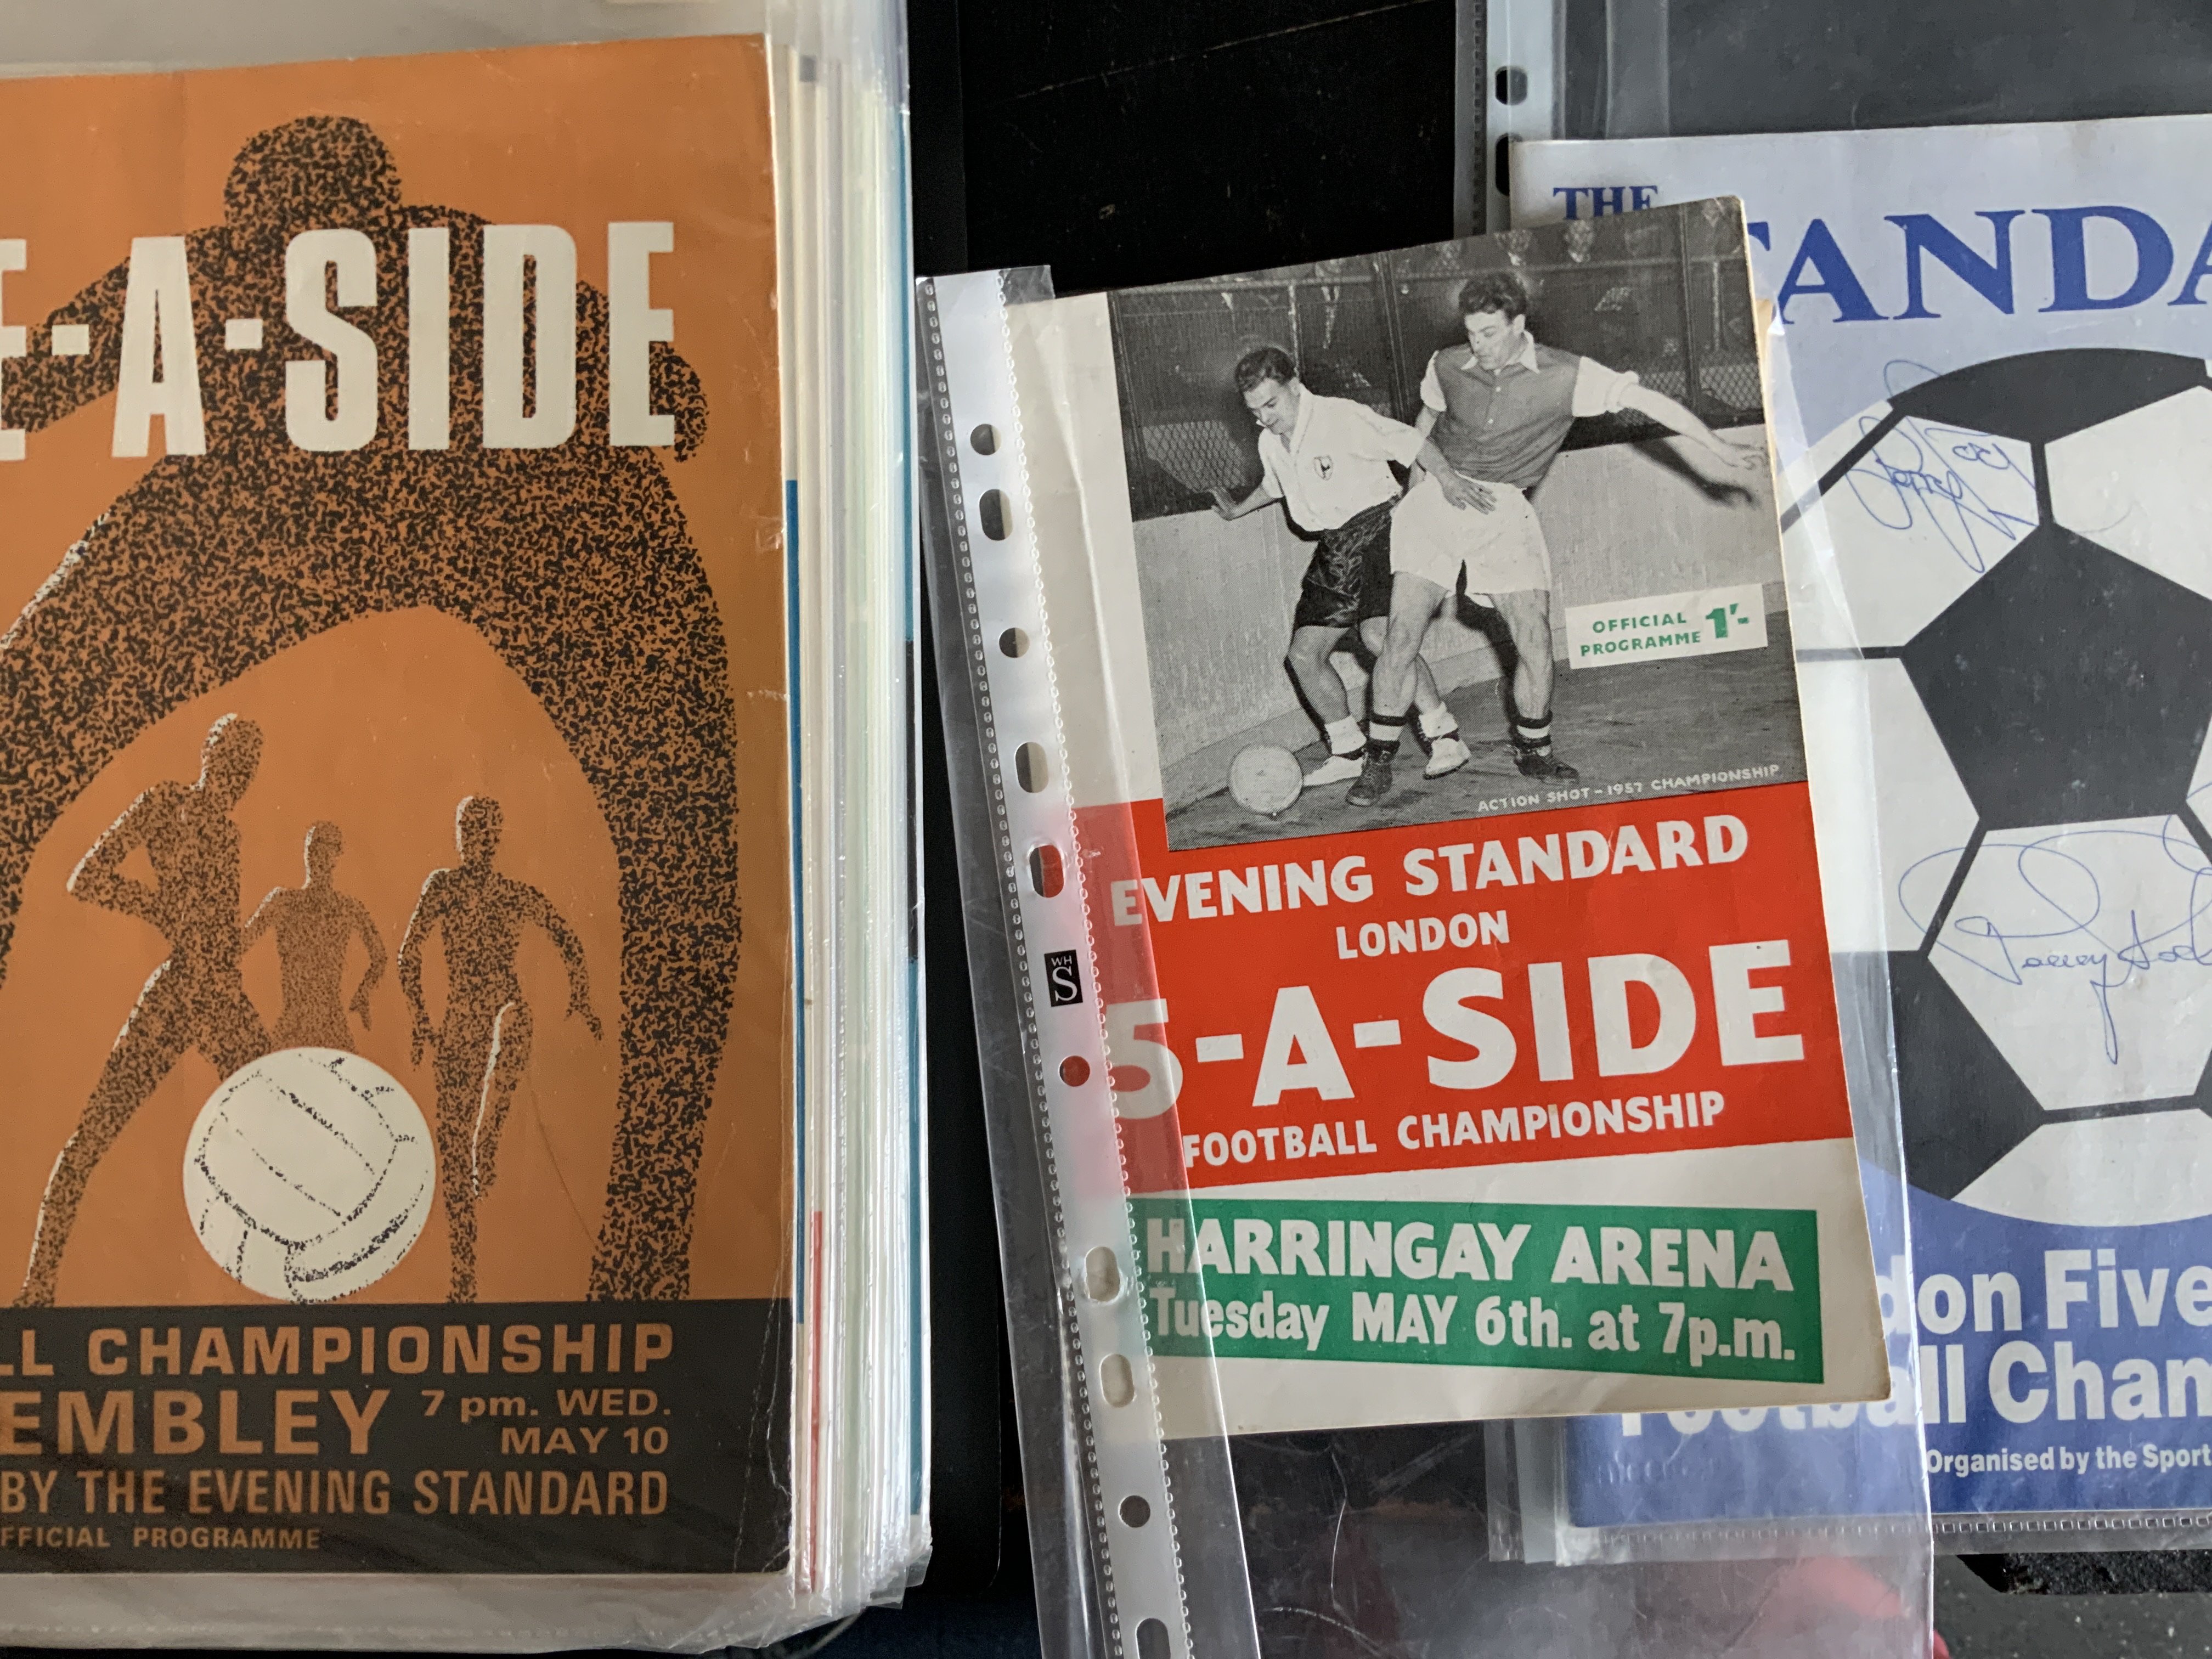 E-A-SIDE
LL CHAMPIONSHIP
EMBLEY 7 pm. WED.
MAY 10
BY THE EVENING STANDARD
FFICIAL PROGRAMME
OFFICIAL
PROGRAMME 1'-
ACTION SHOT - 1957 CHAMPIONSHIP
EVENING STANDARD
LONDON
5-A-SIDE
FOOTBALL CHAMPIONSHIP
HARRINGAY ARENA
Tuesday MAY 6th. at 7p.m.
WH
S
THE
TANDA
don Five
Football Cham
Organised by the Sport